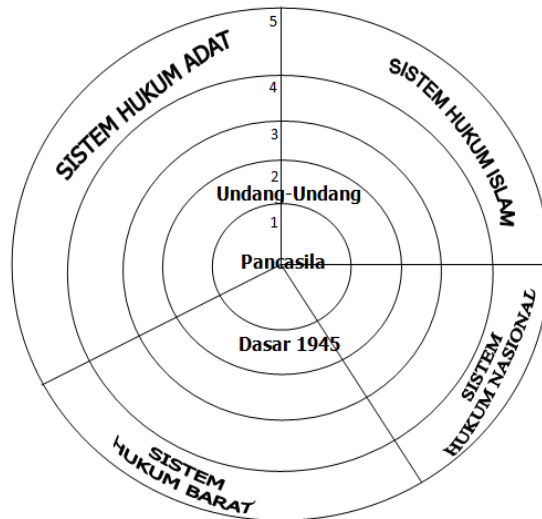 5
SISTEM HUKUM ADAT
SISTEM HUKUM ISLAM
4
3
2
Undang-Undang
1
Pancasila
Dasar 1945
SISTEM
HUKUM NASIONAL
SISTEM
HUKUM BARAT